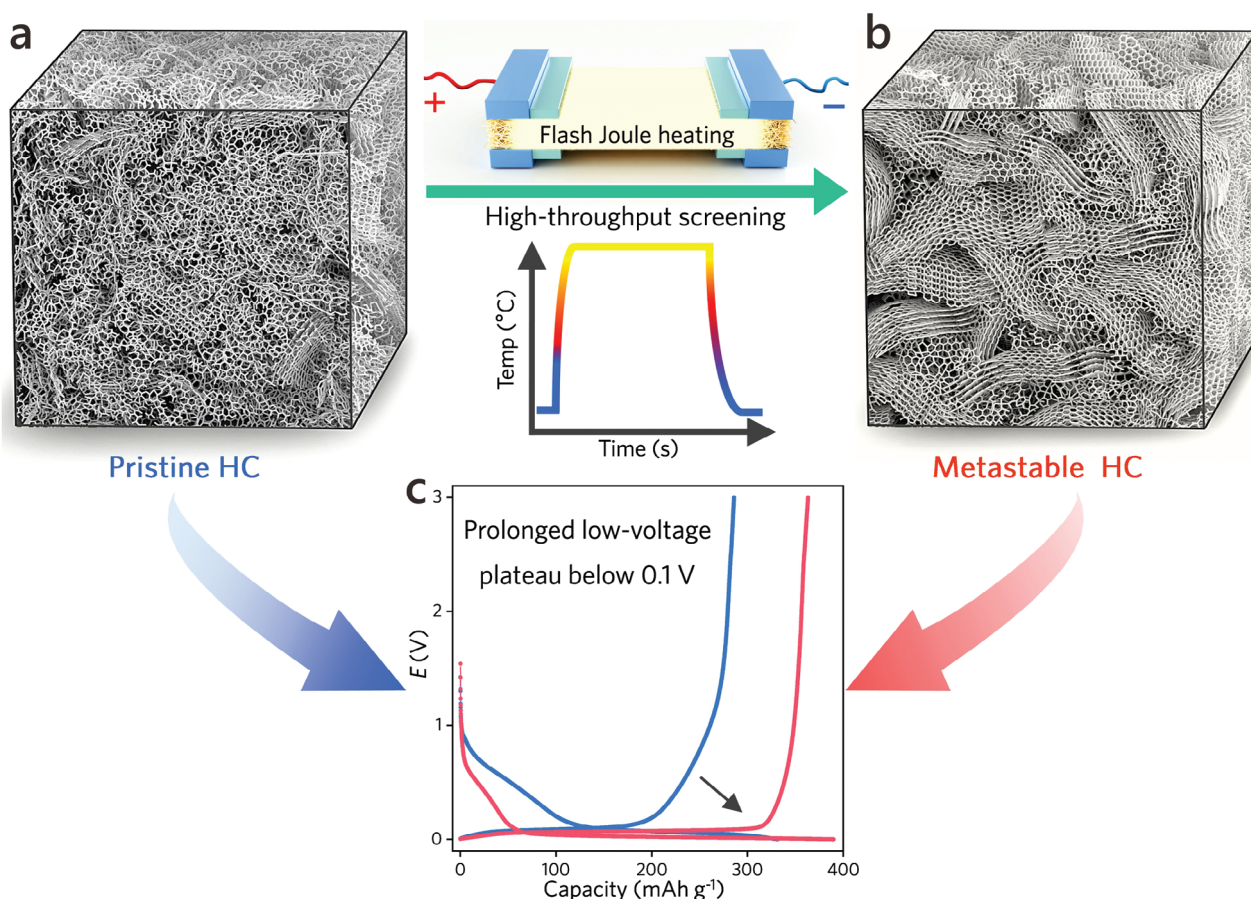 a
b
+
−
Flash Joule heating
High-throughput screening
Temp (°C)
Time (s)
Pristine HC
Metastable HC
c
Prolonged low-voltage
plateau below 0.1 V
3
2
1
0
E (V)
0 100 200 300 400
Capacity (mAh g⁻¹)